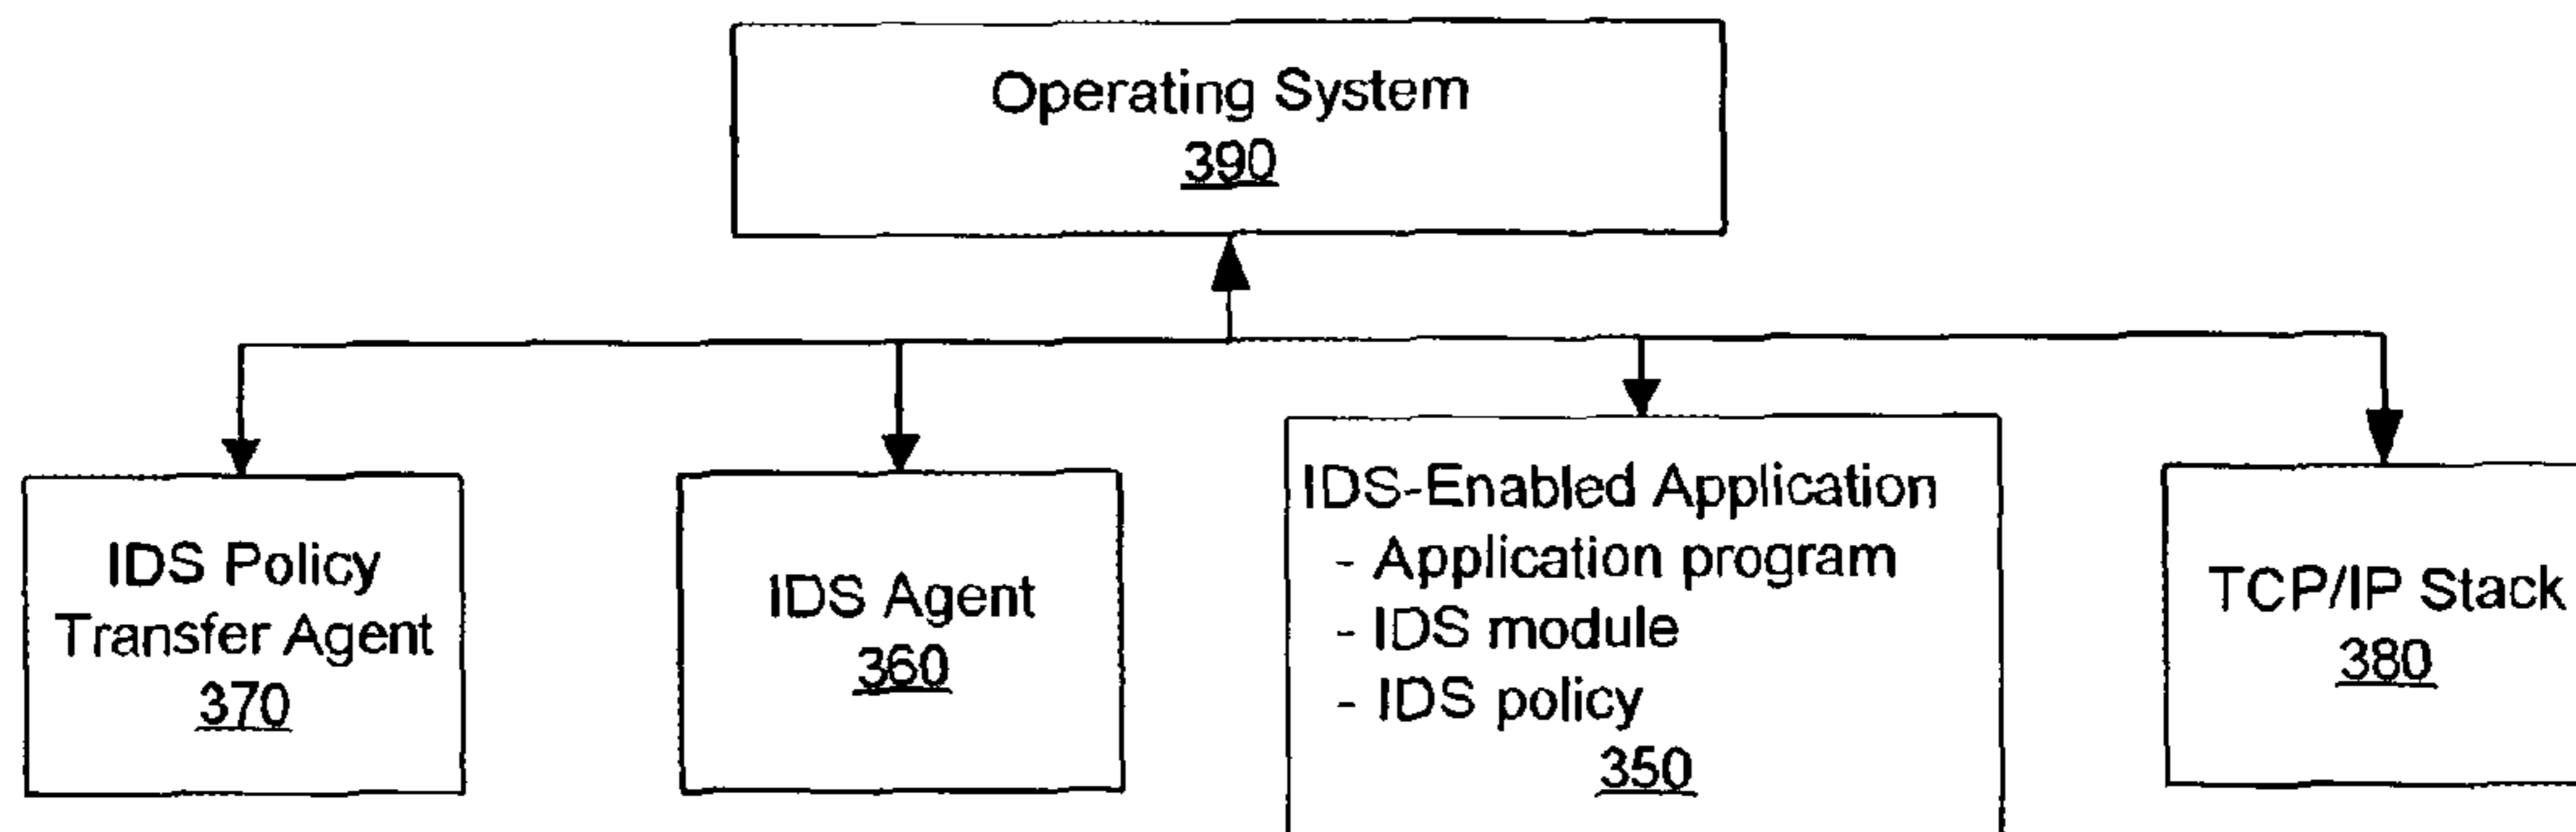 Operating System
390
IDS Policy
Transfer Agent
370
IDS Agent
360
IDS-Enabled Application
- Application program
- IDS module
- IDS policy
350
TCP/IP Stack
380